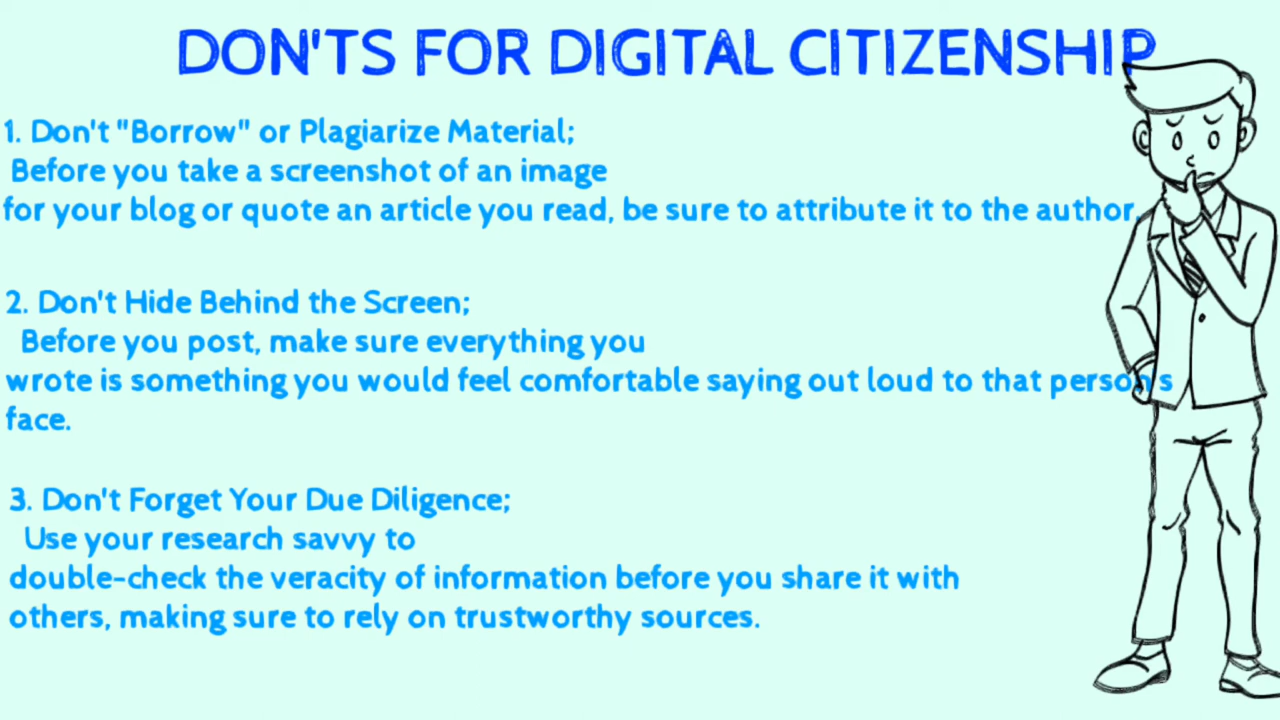 DON'TS FOR DIGITAL CITIZENSHIP
1. Don't "Borrow" or Plagiarize Material;
Before you take a screenshot of an image
for your blog or quote an article you read, be sure to attribute it to the author.
2. Don't Hide Behind the Screen;
Before you post, make sure everything you
wrote is something you would feel comfortable saying out loud to that person's
face.
3. Don't Forget Your Due Diligence;
Use your research savvy to
double-check the veracity of information before you share it with
others, making sure to rely on trustworthy sources.